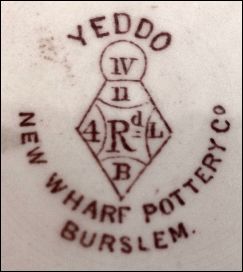 YEDDO
IV
11
4 Rd L
B
NEW WHARF POTTERY Co
BURSLEM.